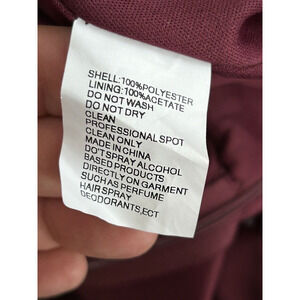 SHELL:100%POLYESTER
LINING:100%ACETATE
DO NOT WASH
DO NOT DRY
CLEAN
PROFESSIONAL SPOT
CLEAN ONLY
MADE IN CHINA
DO'T SPRAY ALCOHOL
BASED PRODUCTS
DIRECTLY ON GARMENT
SUCH AS PERFUME
HAIR SPRAY
DEODORANTS,ECT